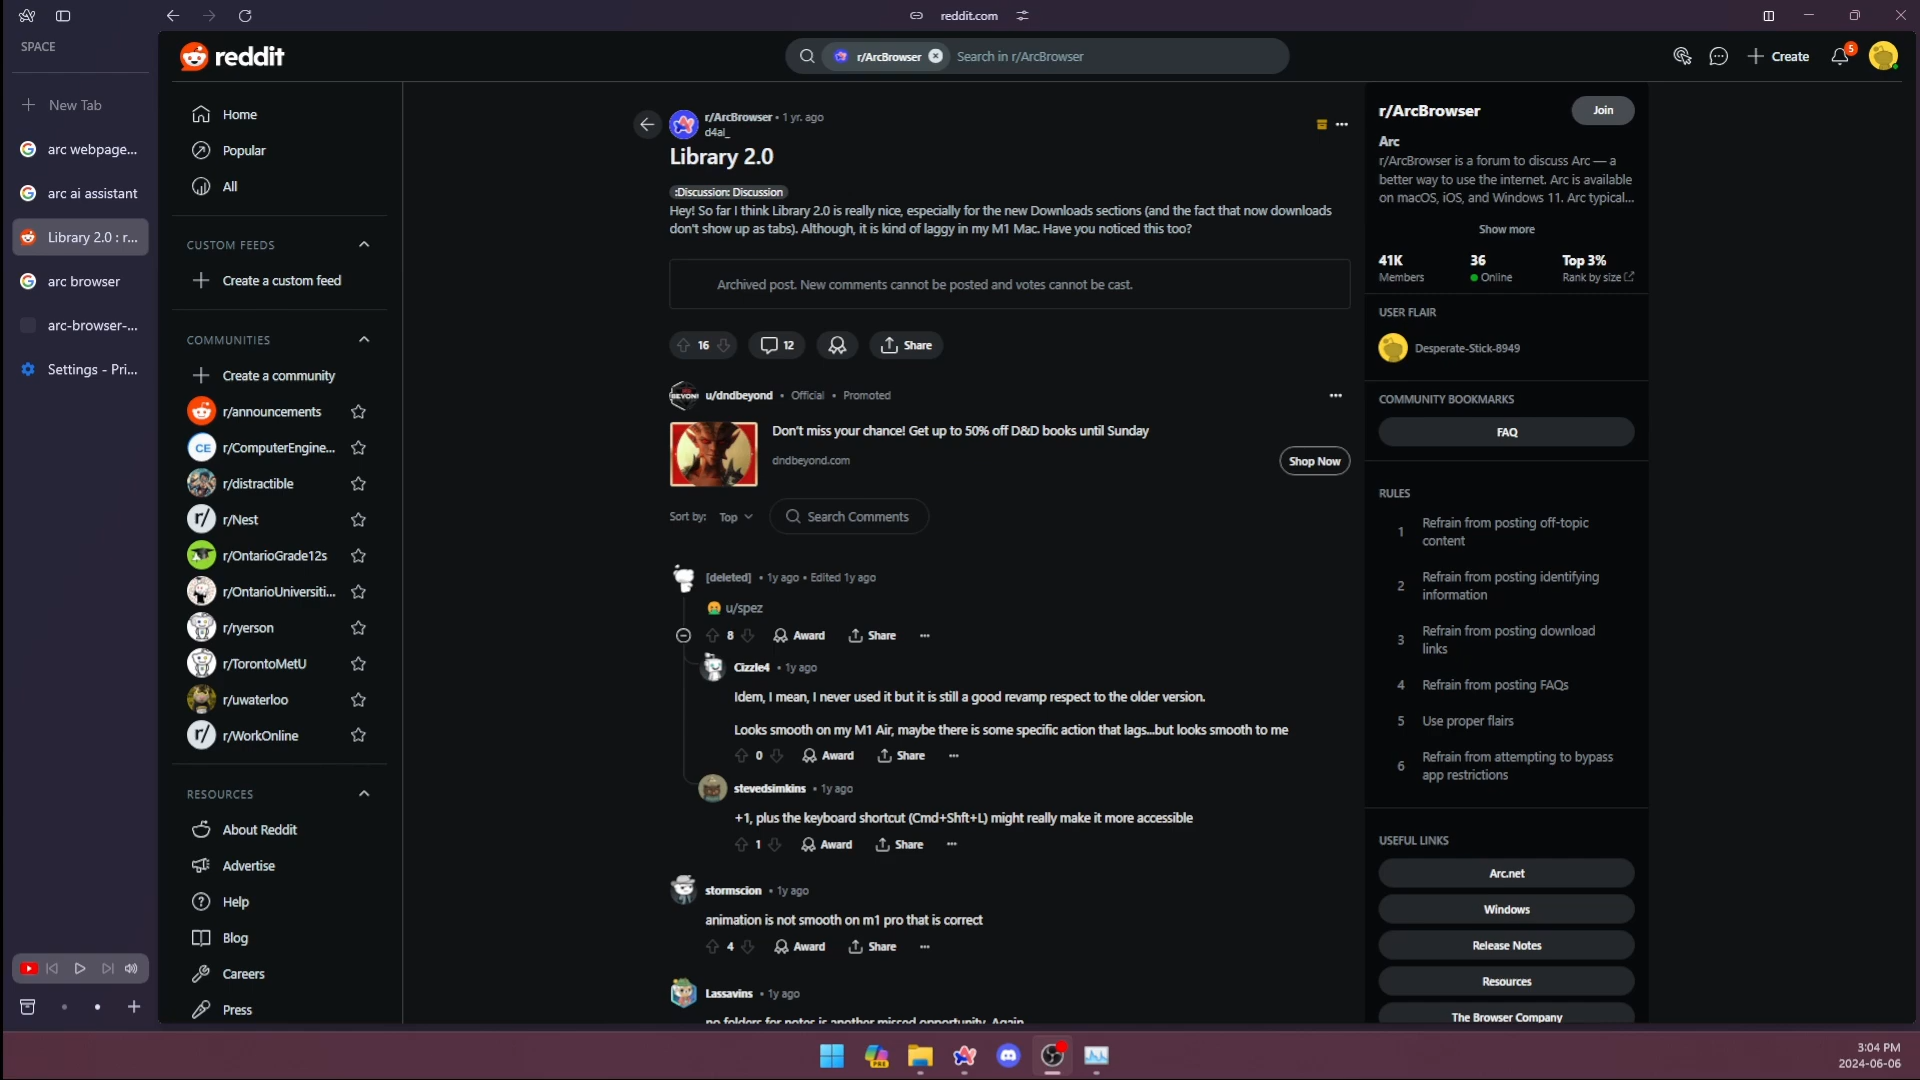 reddit.com
SPACE
New Tab
arc webpage...
arc ai assistant
Library 2.0 : r...
arc browser
arc-browser-...
Settings - Pri...
reddit
r/ArcBrowser
Search in r/ArcBrowser
Create
5
Home
Popular
All
CUSTOM FEEDS
Create a custom feed
COMMUNITIES
Create a community
r/announcements
CE
r/ComputerEngine...
r/distractible
r/
r/Nest
r/OntarioGrade12s
r/OntarioUniversiti...
r/ryerson
r/TorontoMetU
r/uwaterloo
r/
r/WorkOnline
RESOURCES
About Reddit
Advertise
Help
Blog
Careers
Press
r/ArcBrowser • 1 yr. ago
d4al_
Library 2.0
:Discussion: Discussion
Hey! So far I think Library 2.0 is really nice, especially for the new Downloads sections (and the fact that now downloads
don't show up as tabs). Although, it is kind of laggy in my M1 Mac. Have you noticed this too?
Archived post. New comments cannot be posted and votes cannot be cast.
16
12
Share
u/dndbeyond • Official • Promoted
Don't miss your chance! Get up to 50% off D&D books until Sunday
dndbeyond.com
Shop Now
Sort by: Top
Search Comments
[deleted] • 1y ago • Edited 1y ago
u/spez
8 Award Share
Cizzle4 • 1y ago
Idem, I mean, I never used it but it is still a good revamp respect to the older version.
Looks smooth on my M1 Air, maybe there is some specific action that lags...but looks smooth to me
0 Award Share
stevedsimkins • 1y ago
+1, plus the keyboard shortcut (Cmd+Shft+L) might really make it more accessible
1 Award Share
stormscion • 1y ago
animation is not smooth on m1 pro that is correct
4 Award Share
Lassavins • 1y ago
no folders for notes is another missed opportunity. Again
r/ArcBrowser
Join
Arc
r/ArcBrowser is a forum to discuss Arc — a
better way to use the internet. Arc is available
on macOS, iOS, and Windows 11. Arc typical...
Show more
41K 36 Top 3%
Members Online Rank by size
USER FLAIR
Desperate-Stick-8949
COMMUNITY BOOKMARKS
FAQ
RULES
1 Refrain from posting off-topic
content
2 Refrain from posting identifying
information
3 Refrain from posting download
links
4 Refrain from posting FAQs
5 Use proper flairs
6 Refrain from attempting to bypass
app restrictions
USEFUL LINKS
Arc.net
Windows
Release Notes
Resources
The Browser Company
PRE
3:04 PM
2024-06-06